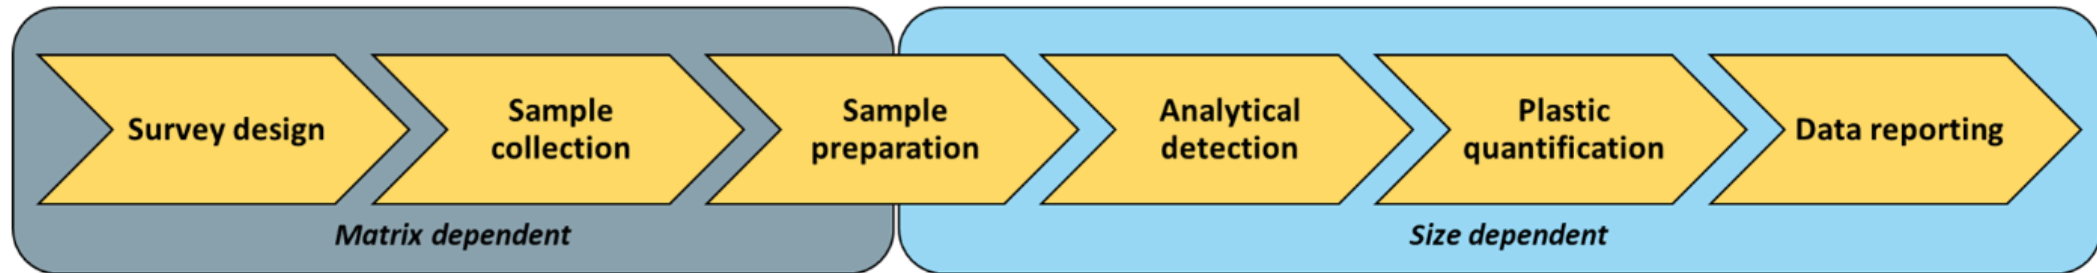 Survey design
Sample
collection
Sample
preparation
Analytical
detection
Plastic
quantification
Data reporting
Matrix dependent
Size dependent